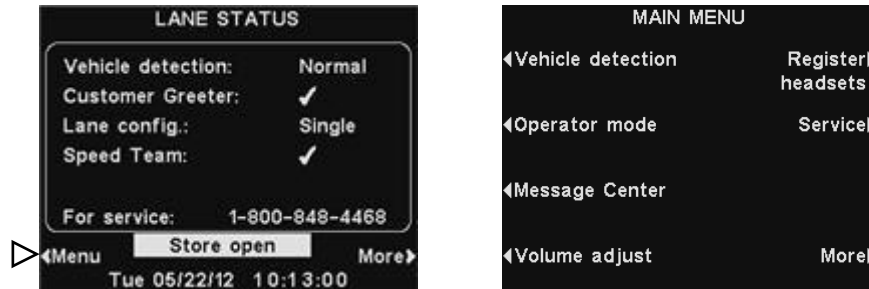 LANE STATUS
Vehicle detection: Normal
Customer Greeter: ✓
Lane config.: Single
Speed Team: ✓
For service: 1-800-848-4468
Store open
Menu More
Tue 05/22/12 10:13:00
MAIN MENU
Vehicle detection Register
headsets
Operator mode Service
Message Center
Volume adjust More